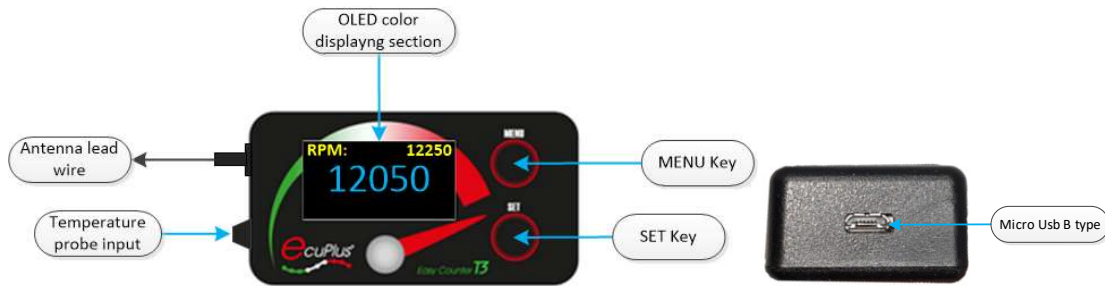 OLED color
displayng section
Antenna lead
wire
Temperature
probe input
RPM: 12250
12050
MENU
SET
ecuPlus®
Easy Counter T3
MENU Key
SET Key
Micro Usb B type